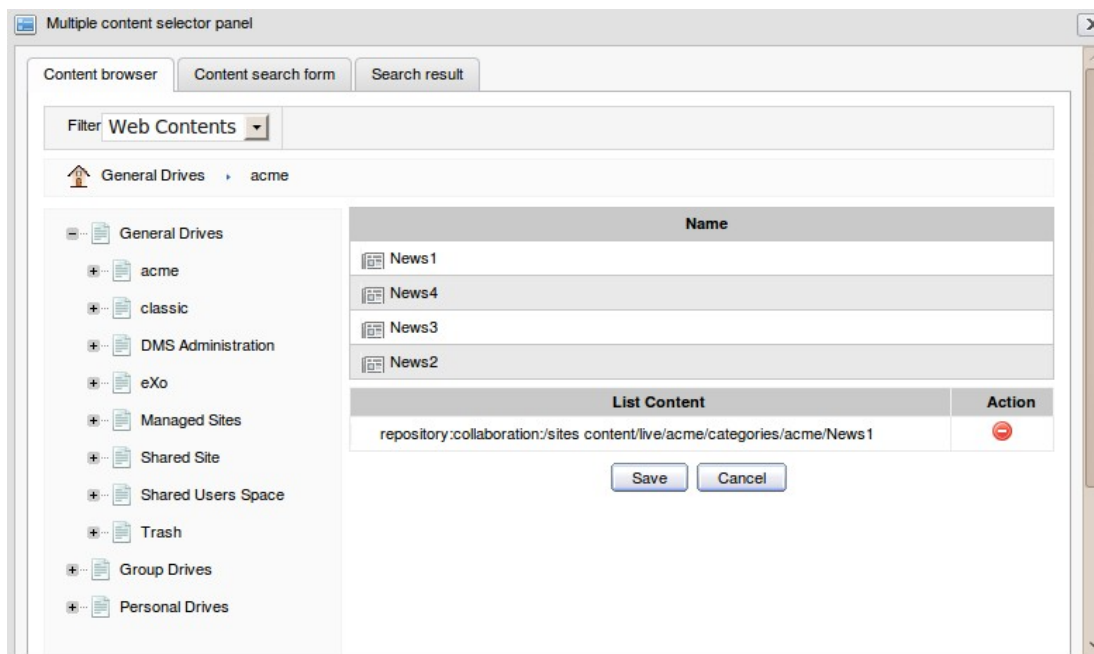 Multiple content selector panel
Content browser
Content search form
Search result
Filter Web Contents
General Drives acme
General Drives
acme
classic
DMS Administration
eXo
Managed Sites
Shared Site
Shared Users Space
Trash
Group Drives
Personal Drives
Name
News1
News4
News3
News2
List Content Action
repository:collaboration:/sites content/live/acme/categories/acme/News1
Save Cancel